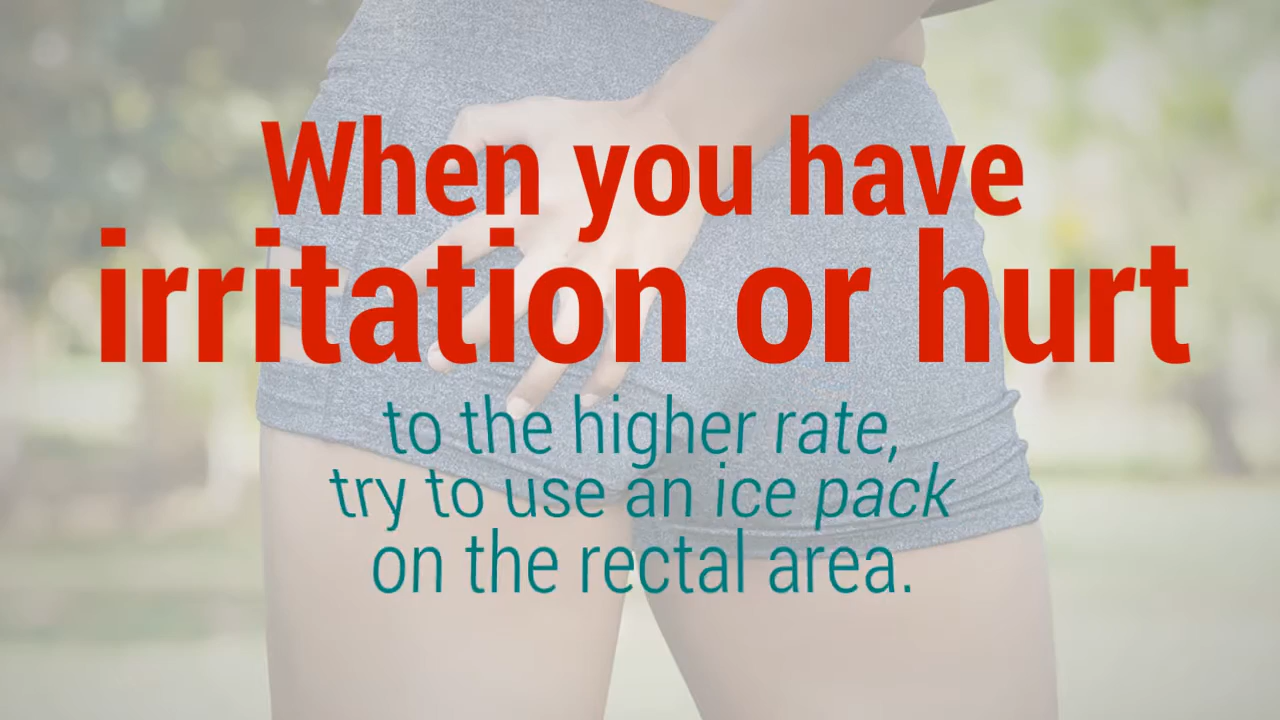 When you have
irritation or hurt
to the higher rate,
try to use an ice pack
on the rectal area.